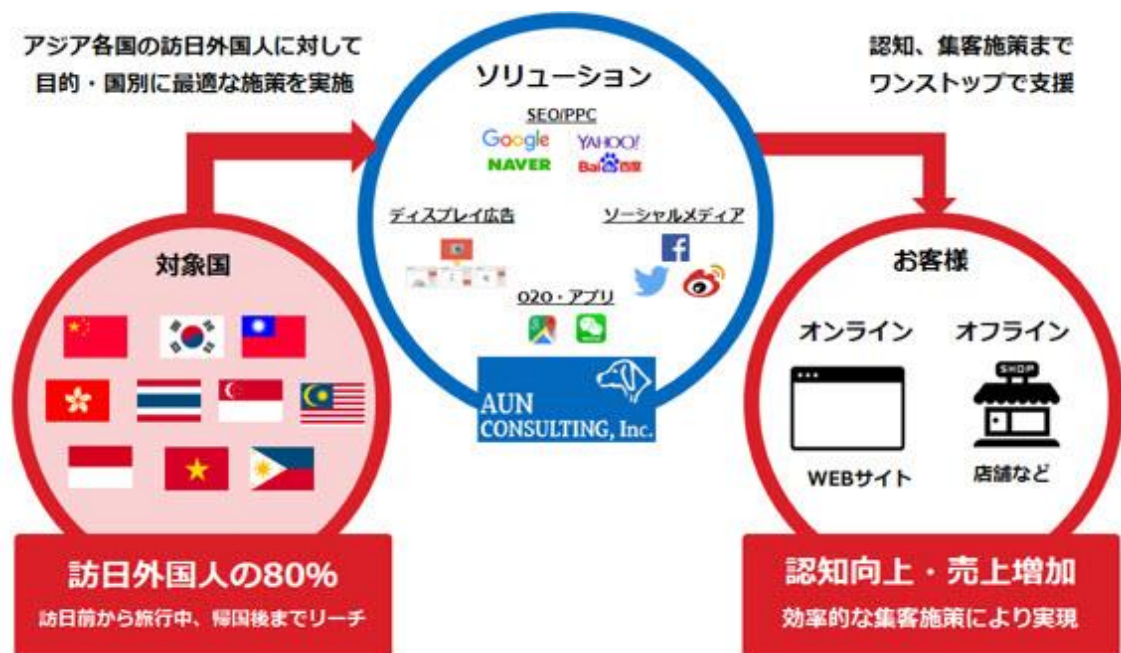 アジア各国の訪日外国人に対して
目的・国別に最適な施策を実施
ソリューション
SEO/PPC
Google
YAHOO!
NAVER
Bai百度
ディスプレイ広告
ソーシャルメディア
O2O・アプリ
AUN
CONSULTING, Inc.
認知、集客施策まで
ワンストップで支援
対象国
訪日外国人の80%
訪日前から旅行中、帰国後までリーチ
お客様
オンライン
オフライン
SHOP
WEBサイト
店舗など
認知向上・売上増加
効率的な集客施策により実現